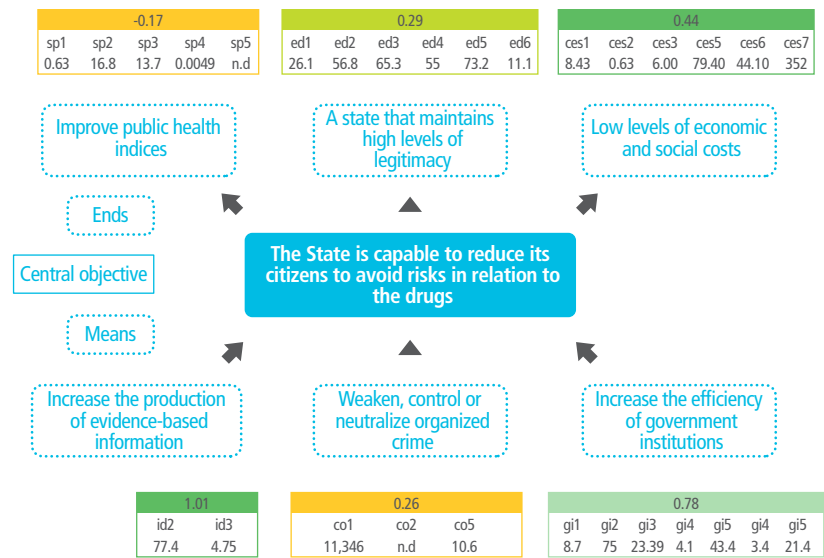 -0.17 0.29 0.44
sp1 sp2 sp3 sp4 sp5 ed1 ed2 ed3 ed4 ed5 ed6 ces1 ces2 ces3 ces5 ces6 ces7
0.63 16.8 13.7 0.0049 n.d 26.1 56.8 65.3 55 73.2 11.1 8.43 0.63 6.00 79.40 44.10 352
Improve public health
indices
A state that maintains
high levels of
legitimacy
Low levels of economic
and social costs
Ends
Central objective
Means
The State is capable to reduce its
citizens to avoid risks in relation to
the drugs
Increase the production
of evidence-based
information
Weaken, control or
neutralize organized
crime
Increase the efficiency
of government
institutions
1.01 0.26 0.78
id2 id3 co1 co2 co5 gi1 gi2 gi3 gi4 gi5 gi4 gi5
77.4 4.75 11,346 n.d 10.6 8.7 75 23.39 4.1 43.4 3.4 21.4